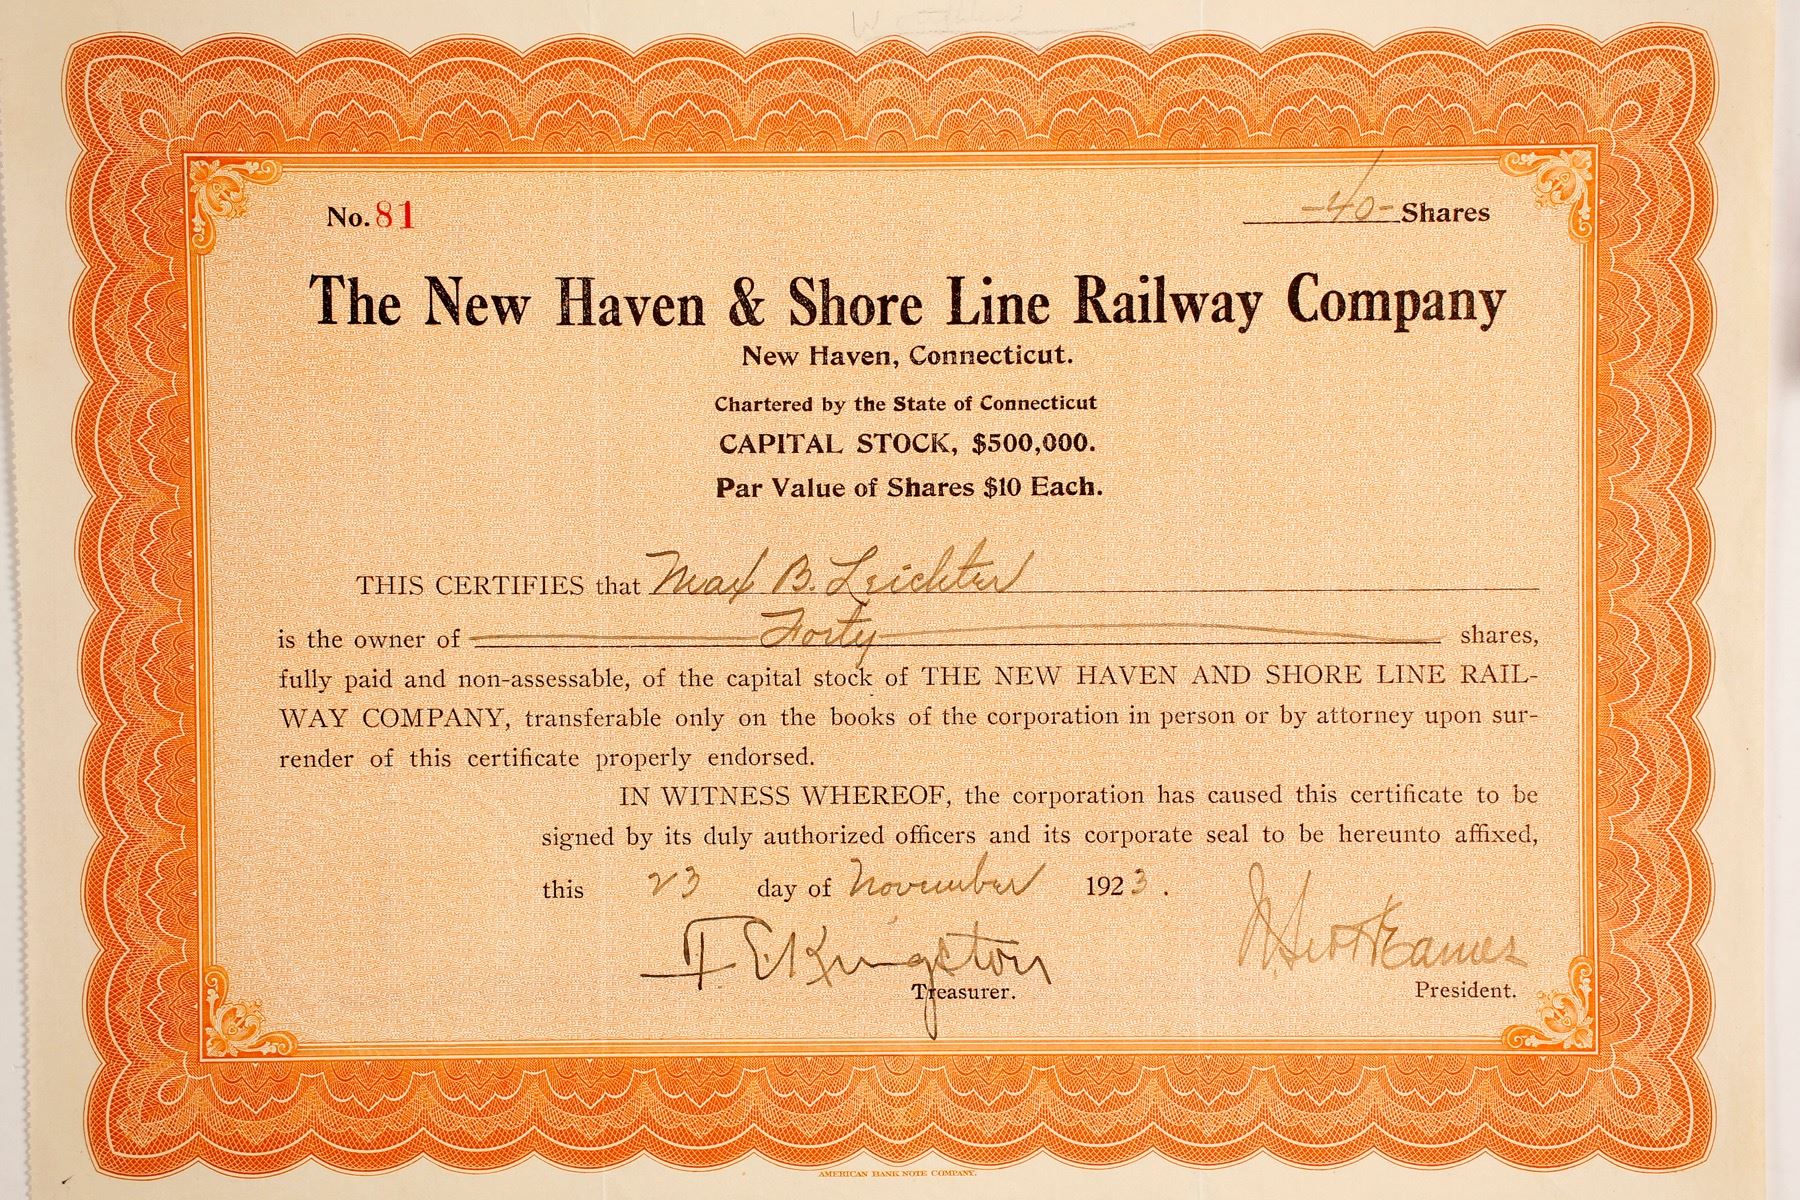 No. 81
-40- Shares
The New Haven & Shore Line Railway Company
New Haven, Connecticut.
Chartered by the State of Connecticut
CAPITAL STOCK, $500,000.
Par Value of Shares $10 Each.
THIS CERTIFIES that Max B. Leichter
is the owner of Forty shares,
fully paid and non-assessable, of the capital stock of THE NEW HAVEN AND SHORE LINE RAIL-
WAY COMPANY, transferable only on the books of the corporation in person or by attorney upon sur-
render of this certificate properly endorsed.
IN WITNESS WHEREOF, the corporation has caused this certificate to be
signed by its duly authorized officers and its corporate seal to be hereunto affixed,
this 23 day of November 1923.
Kingston
Eames
Treasurer.
President.
AMERICAN BANK NOTE COMPANY.